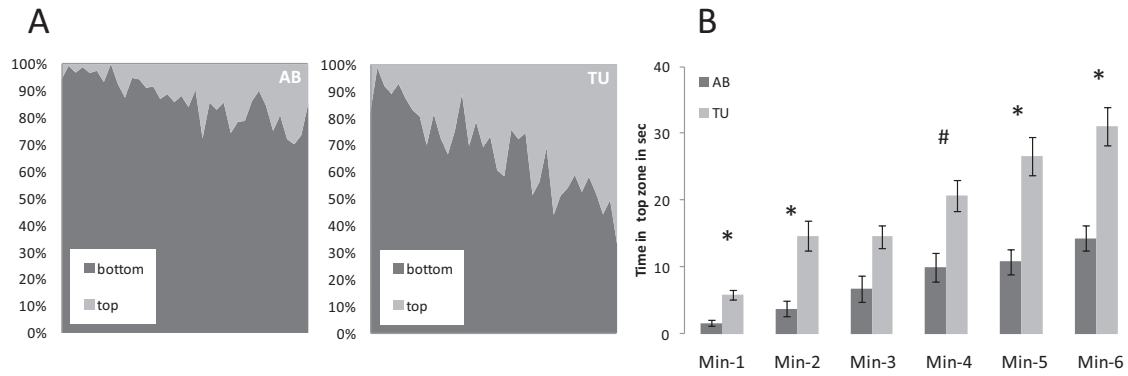 A
100%
90%
80%
70%
60%
50%
40%
30%
20%
10%
0%
AB
bottom
top
100%
90%
80%
70%
60%
50%
40%
30%
20%
10%
0%
TU
bottom
top
B
Time in top zone in sec
40
30
20
10
0
AB
TU
*
*
#
*
*
Min-1 Min-2 Min-3 Min-4 Min-5 Min-6